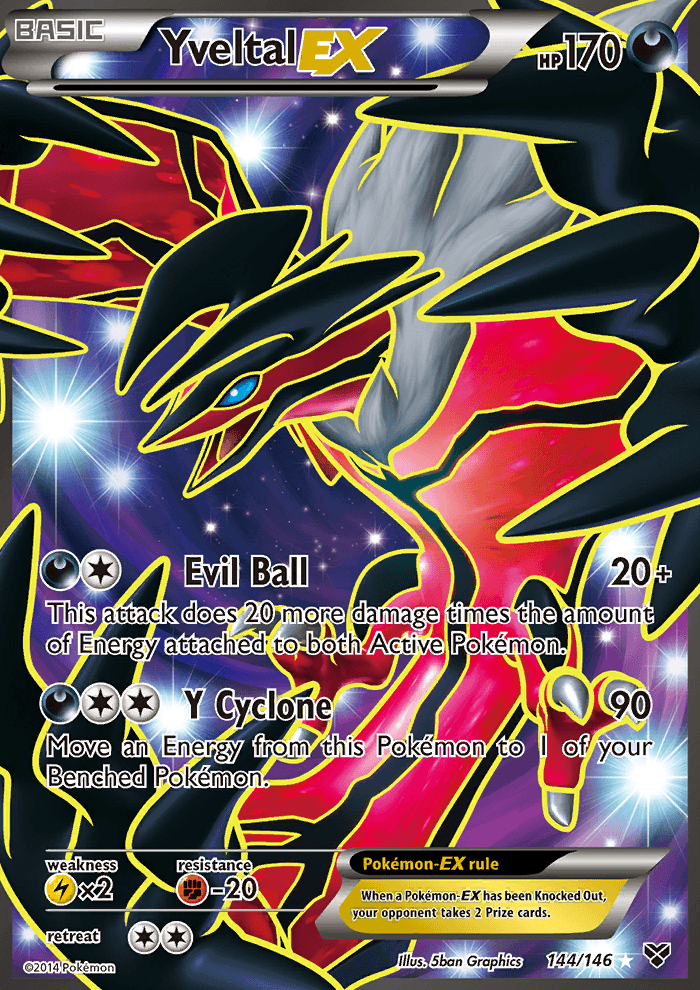 BASIC
Yveltal EX
HP170
Evil Ball 20+
This attack does 20 more damage times the amount
of Energy attached to both Active Pokémon.
Y Cyclone 90
Move an Energy from this Pokémon to 1 of your
Benched Pokémon.
weakness resistance
×2 -20
Pokémon-EX rule
When a Pokémon-EX has been Knocked Out,
your opponent takes 2 Prize cards.
retreat
©2014 Pokémon
Illus. 5ban Graphics 144/146